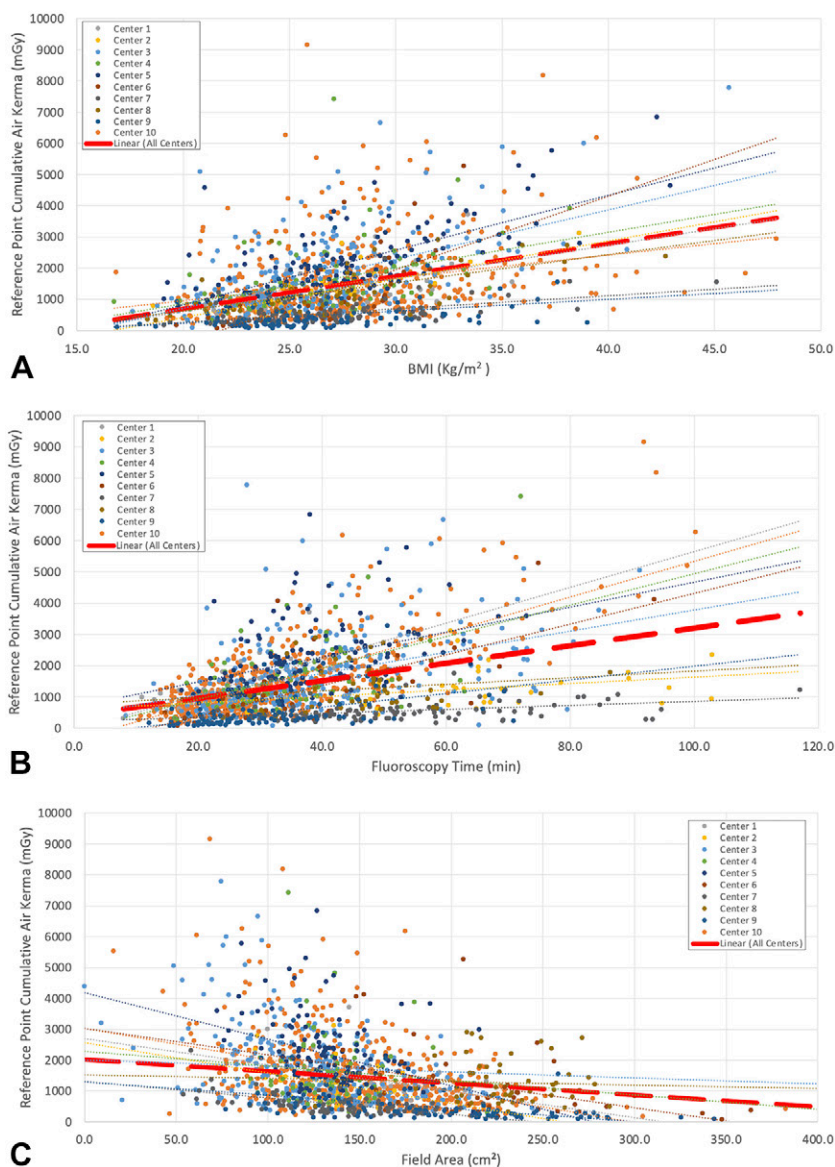 10000
9000
8000
7000
6000
5000
4000
3000
2000
1000
0
Reference Point Cumulative Air Kerma (mGy)
Center 1
Center 2
Center 3
Center 4
Center 5
Center 6
Center 7
Center 8
Center 9
Center 10
Linear (All Centers)
15.0 20.0 25.0 30.0 35.0 40.0 45.0 50.0
BMI (Kg/m²)
A
10000
9000
8000
7000
6000
5000
4000
3000
2000
1000
0
Reference Point Cumulative Air Kerma (mGy)
Center 1
Center 2
Center 3
Center 4
Center 5
Center 6
Center 7
Center 8
Center 9
Center 10
Linear (All Centers)
0.0 20.0 40.0 60.0 80.0 100.0 120.0
Fluoroscopy Time (min)
B
10000
9000
8000
7000
6000
5000
4000
3000
2000
1000
0
Reference Point Cumulative Air Kerma (mGy)
Center 1
Center 2
Center 3
Center 4
Center 5
Center 6
Center 7
Center 8
Center 9
Center 10
Linear (All Centers)
0.0 50.0 100.0 150.0 200.0 250.0 300.0 350.0 400.0
Field Area (cm²)
C